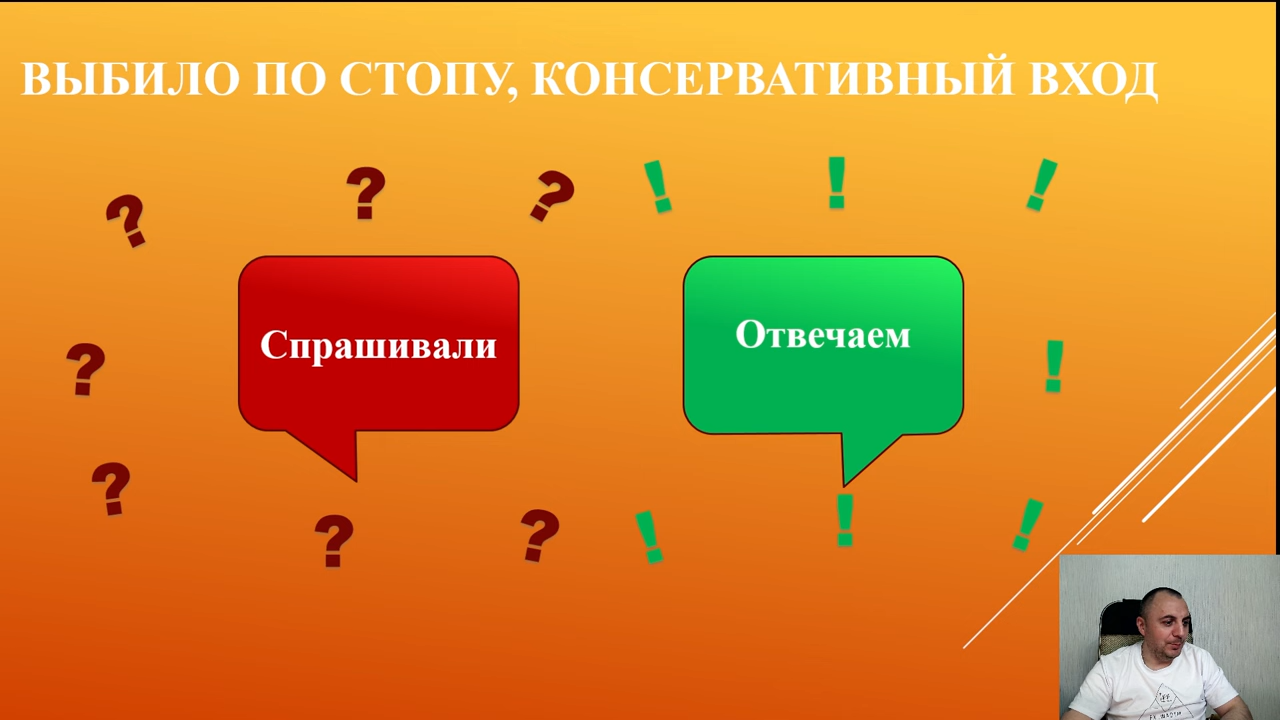 ВЫБИЛО ПО СТОПУ, КОНСЕРВАТИВНЫЙ ВХОД
? ? ? ! ! !
Спрашивали
Отвечаем
? !
? ? ? ! ! !